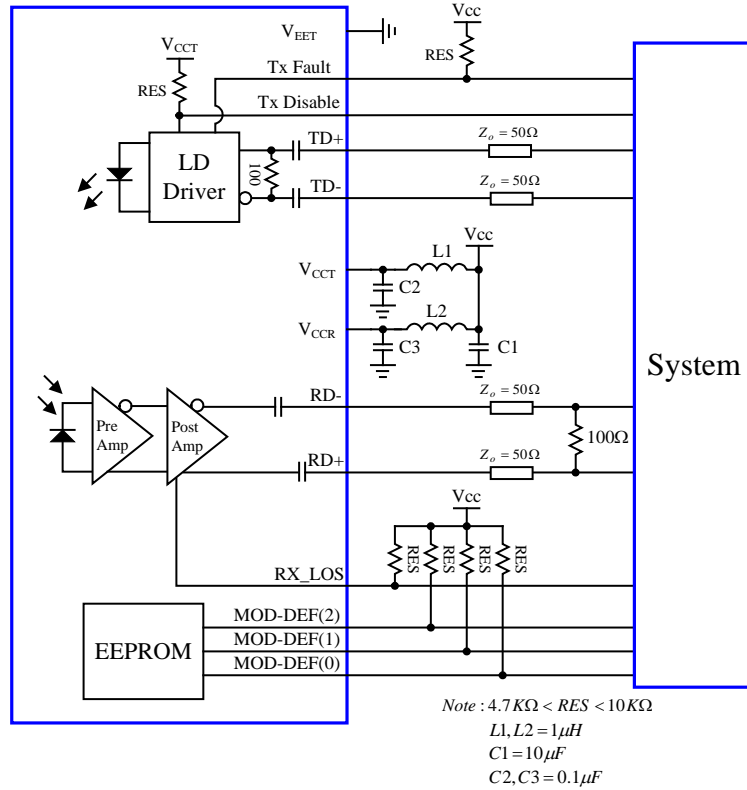 V_EET
Vcc
V_CCT
RES
Tx Fault
RES
Tx Disable
LD
Driver
100
TD+
Z_o = 50Ω
TD-
Z_o = 50Ω
Vcc
V_CCT
L1
C2
L2
V_CCR
C3
C1
System
Pre
Amp
Post
Amp
RD-
Z_o = 50Ω
100Ω
RD+
Z_o = 50Ω
Vcc
RES
RES
RES
RES
RX_LOS
EEPROM
MOD-DEF(2)
MOD-DEF(1)
MOD-DEF(0)
Note : 4.7KΩ < RES < 10KΩ
L1, L2 = 1μH
C1 = 10μF
C2, C3 = 0.1μF